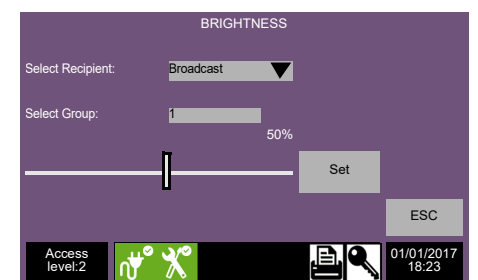 BRIGHTNESS
Select Recipient: Broadcast
Select Group: 1
50%
Set
ESC
Access
level:2
01/01/2017
18:23